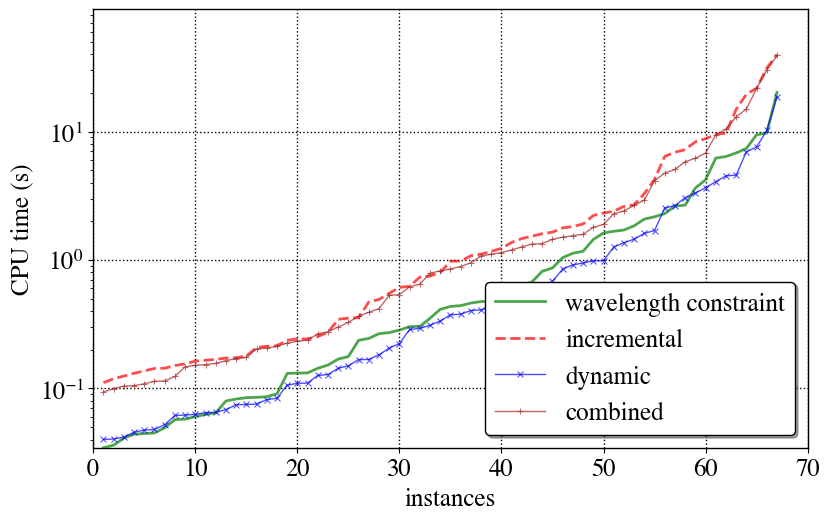 CPU time (s)
10^1
10^0
10^-1
0 10 20 30 40 50 60 70
instances
wavelength constraint
incremental
dynamic
combined